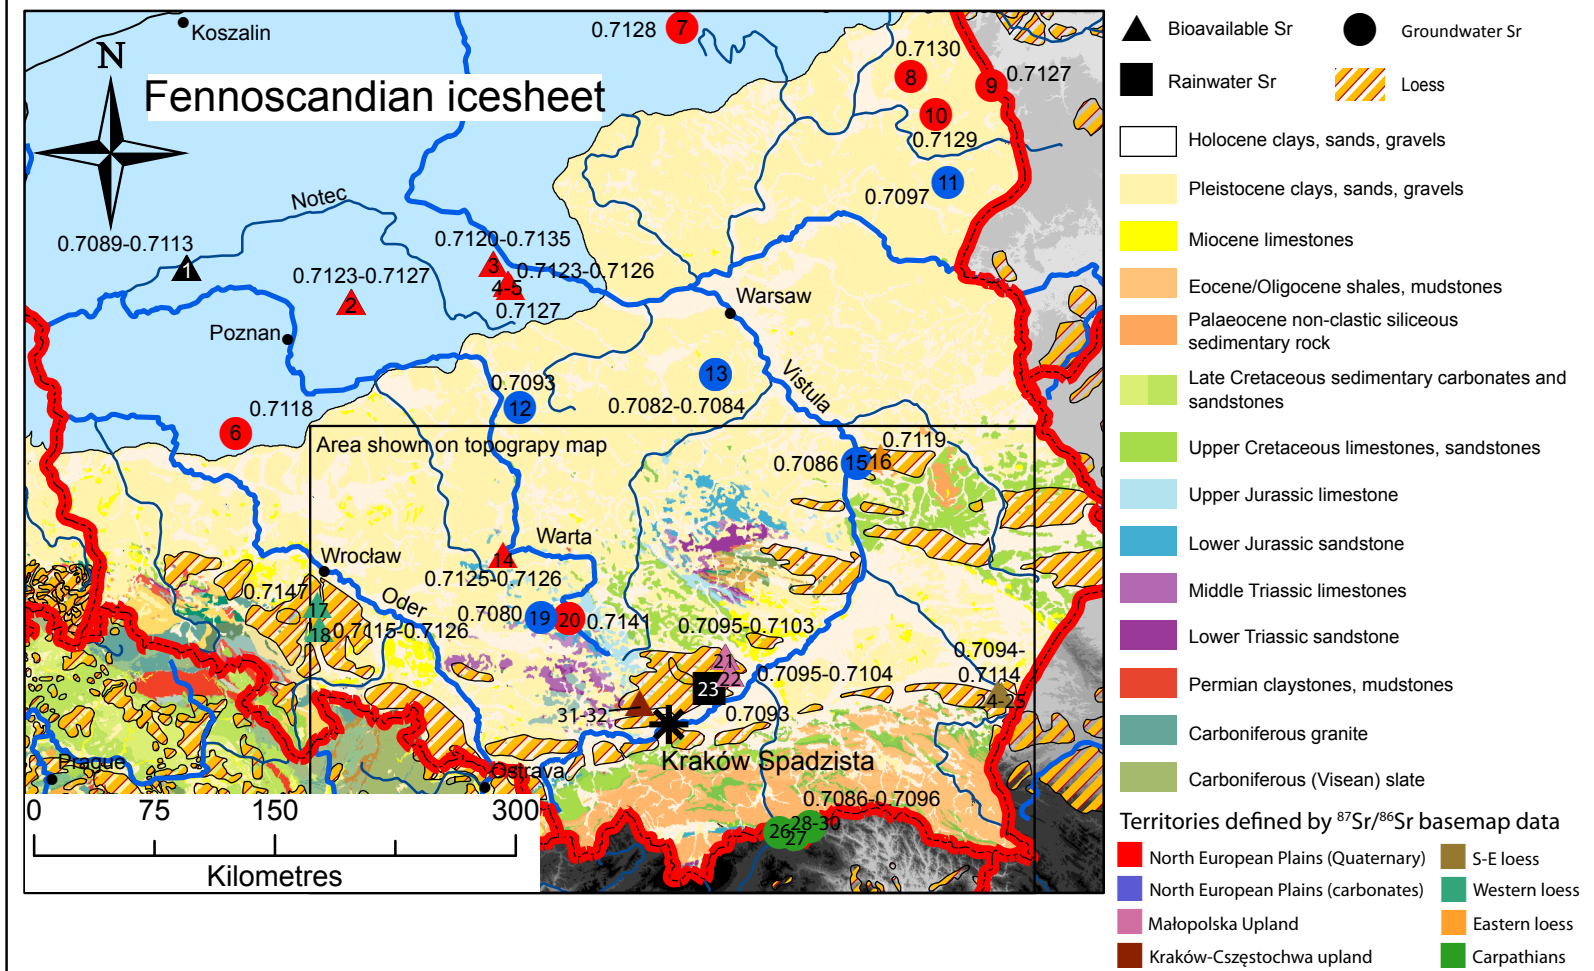 Koszalin
N
Fennoscandian icesheet
0.7128
7
0.7130
8
9
0.7127
10
0.7129
11
0.7097
Notec
0.7089-0.7113
1
0.7123-0.7127
2
0.7120-0.7135
3
0.7123-0.7126
4-5
0.7127
Poznan
Warsaw
Vistula
0.7118
6
0.7093
12
13
0.7082-0.7084
Area shown on topograpy map
0.7119
0.7086
15
16
Warta
14
0.7125-0.7126
Wrocław
Oder
0.7147
17
18
0.7115-0.7126
0.7080
19
20
0.7141
0.7095-0.7103
21
22
0.7095-0.7104
23
0.7093
0.7094-
0.7114
24-25
31-32
Kraków Spadzista
Prague
Ostrava
0.7086-0.7096
26
28-30
27
0
75
150
300
Kilometres
Bioavailable Sr
Groundwater Sr
Rainwater Sr
Loess
Holocene clays, sands, gravels
Pleistocene clays, sands, gravels
Miocene limestones
Eocene/Oligocene shales, mudstones
Palaeocene non-clastic siliceous
sedimentary rock
Late Cretaceous sedimentary carbonates and
sandstones
Upper Cretaceous limestones, sandstones
Upper Jurassic limestone
Lower Jurassic sandstone
Middle Triassic limestones
Lower Triassic sandstone
Permian claystones, mudstones
Carboniferous granite
Carboniferous (Visean) slate
Territories defined by ⁸⁷Sr/⁸⁶Sr basemap data
North European Plains (Quaternary)
S-E loess
North European Plains (carbonates)
Western loess
Małopolska Upland
Eastern loess
Kraków-Częstochwa upland
Carpathians